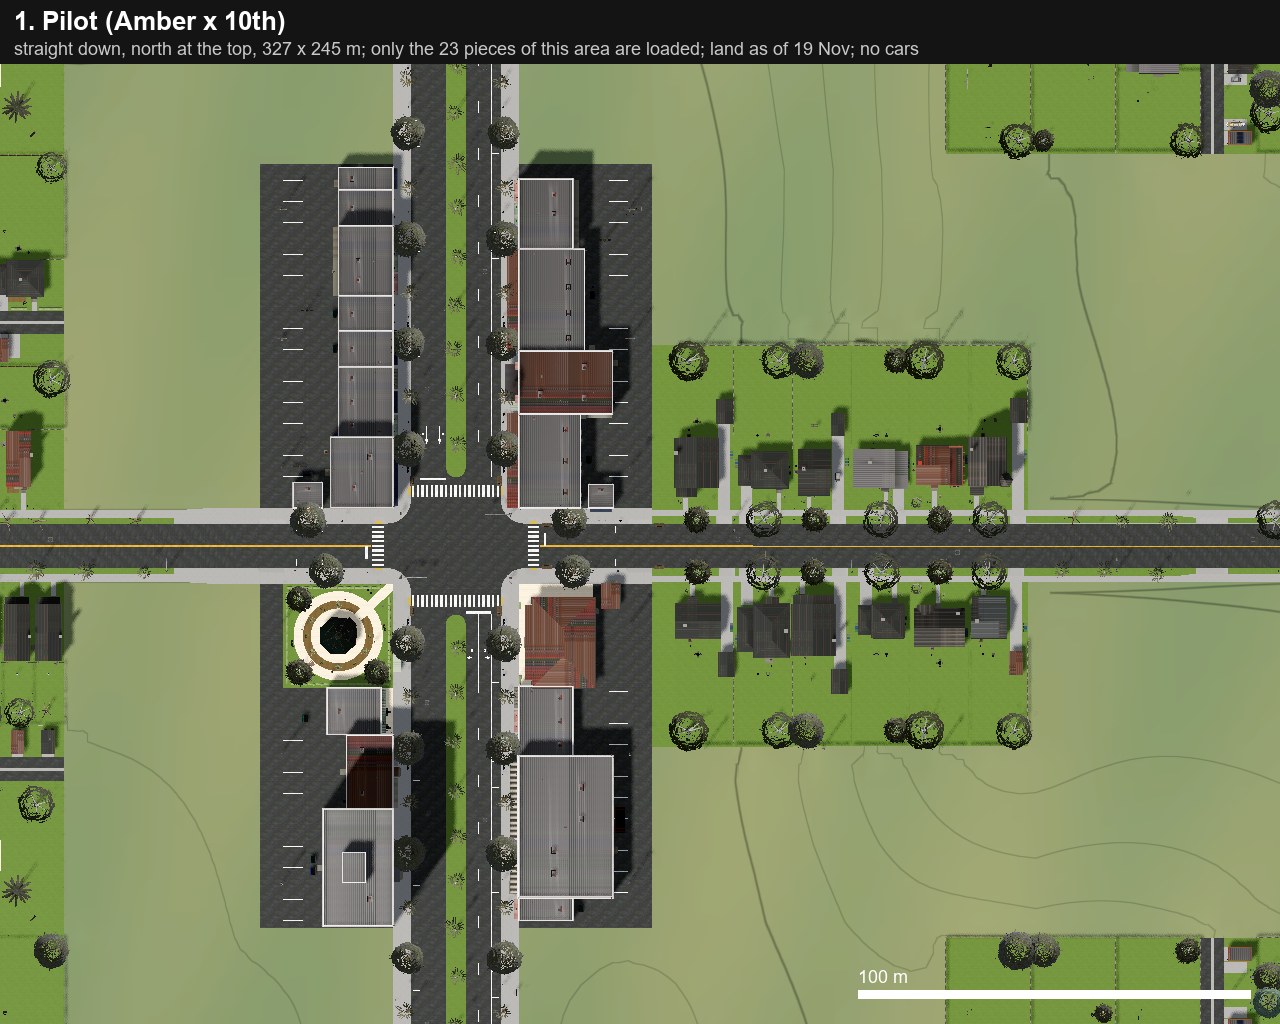 1. Pilot (Amber x 10th)
straight down, north at the top, 327 x 245 m; only the 23 pieces of this area are loaded; land as of 19 Nov; no cars
100 m